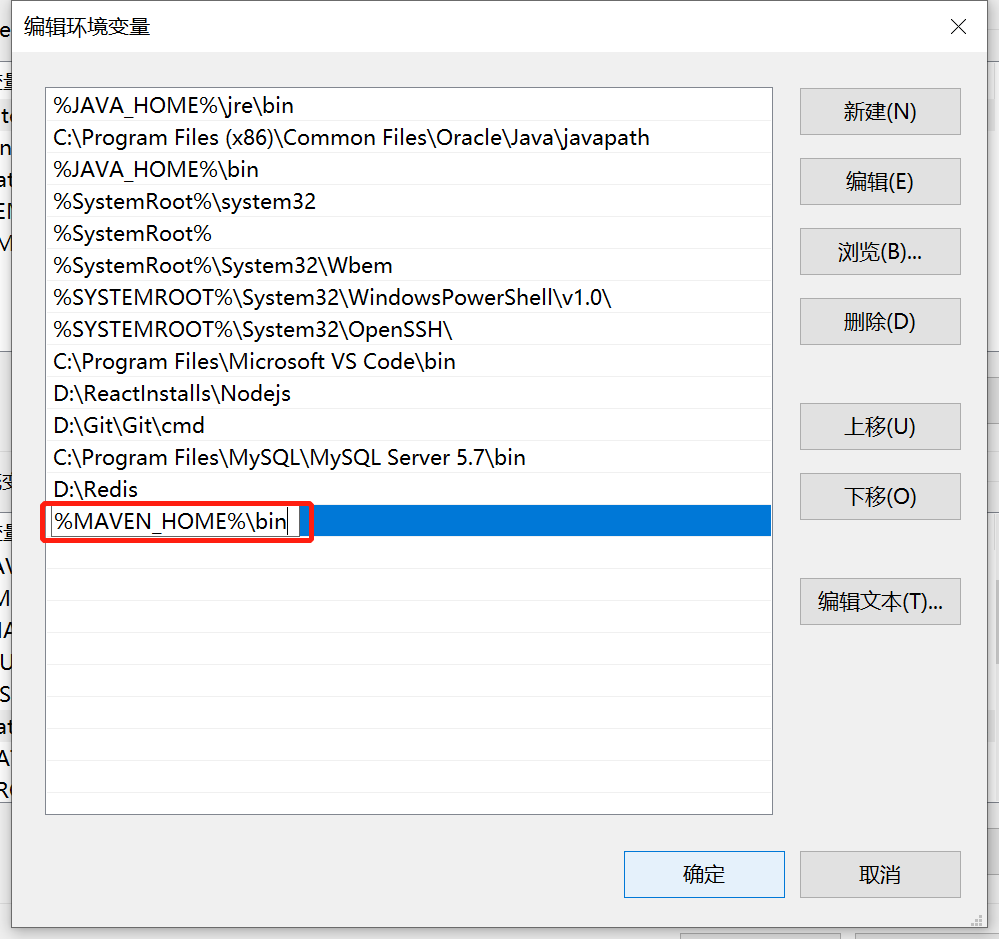 编辑环境变量
%JAVA_HOME%\jre\bin
C:\Program Files (x86)\Common Files\Oracle\Java\javapath
%JAVA_HOME%\bin
%SystemRoot%\system32
%SystemRoot%
%SystemRoot%\System32\Wbem
%SYSTEMROOT%\System32\WindowsPowerShell\v1.0\
%SYSTEMROOT%\System32\OpenSSH\
C:\Program Files\Microsoft VS Code\bin
D:\ReactInstalls\Nodejs
D:\Git\Git\cmd
C:\Program Files\MySQL\MySQL Server 5.7\bin
D:\Redis
%MAVEN_HOME%\bin
新建(N)
编辑(E)
浏览(B)...
删除(D)
上移(U)
下移(O)
编辑文本(T)...
确定
取消